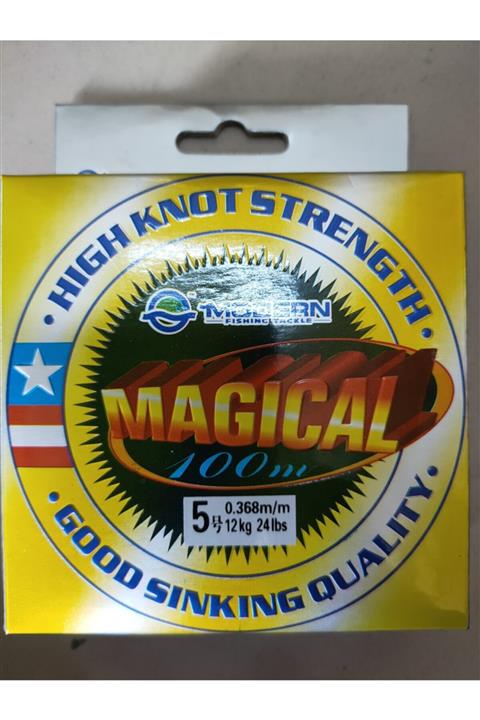 HIGH KNOT STRENGTH
MODERN
FISHING TACKLE
MAGICAL
100m
5号 0.368m/m
12kg 24lbs
GOOD SINKING QUALITY